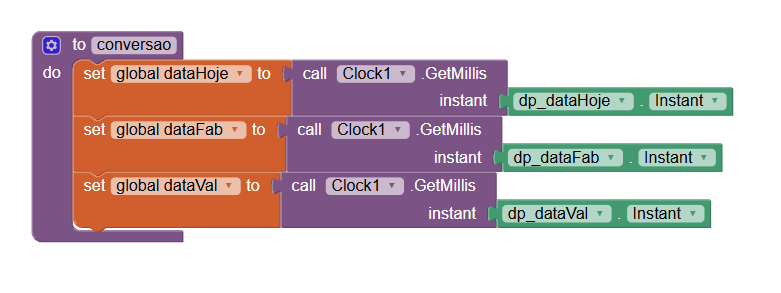 to conversao
do set global dataHoje to call Clock1 .GetMillis
instant dp_dataHoje . Instant
set global dataFab to call Clock1 .GetMillis
instant dp_dataFab . Instant
set global dataVal to call Clock1 .GetMillis
instant dp_dataVal . Instant